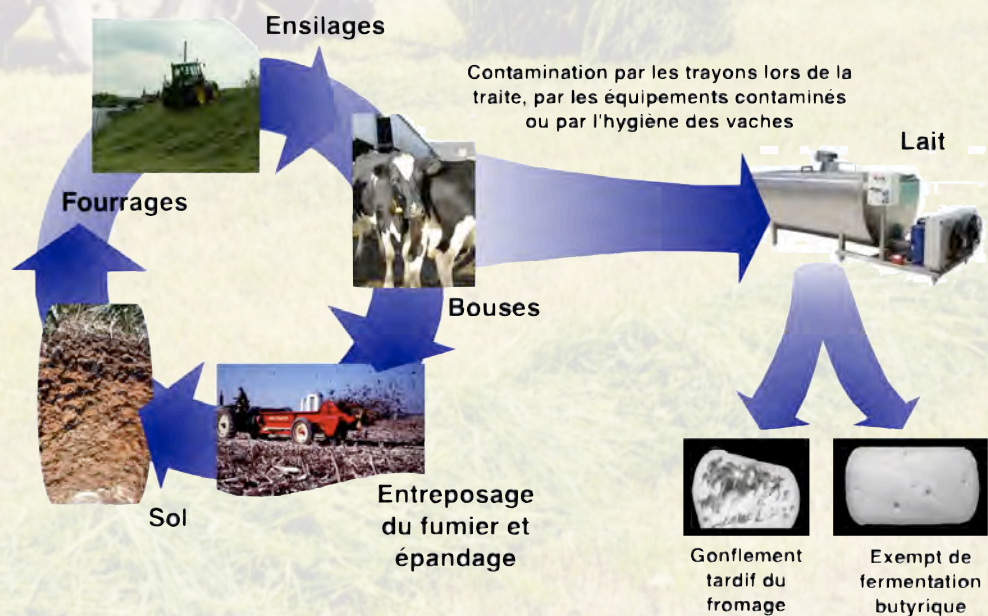 Ensilages
Contamination par les trayons lors de la
traite, par les équipements contaminés
ou par l'hygiène des vaches
Lait
Fourrages
Bouses
Sol
Entreposage
du fumier et
épandage
Gonflement
tardif du
fromage
Exempt de
fermentation
butyrique